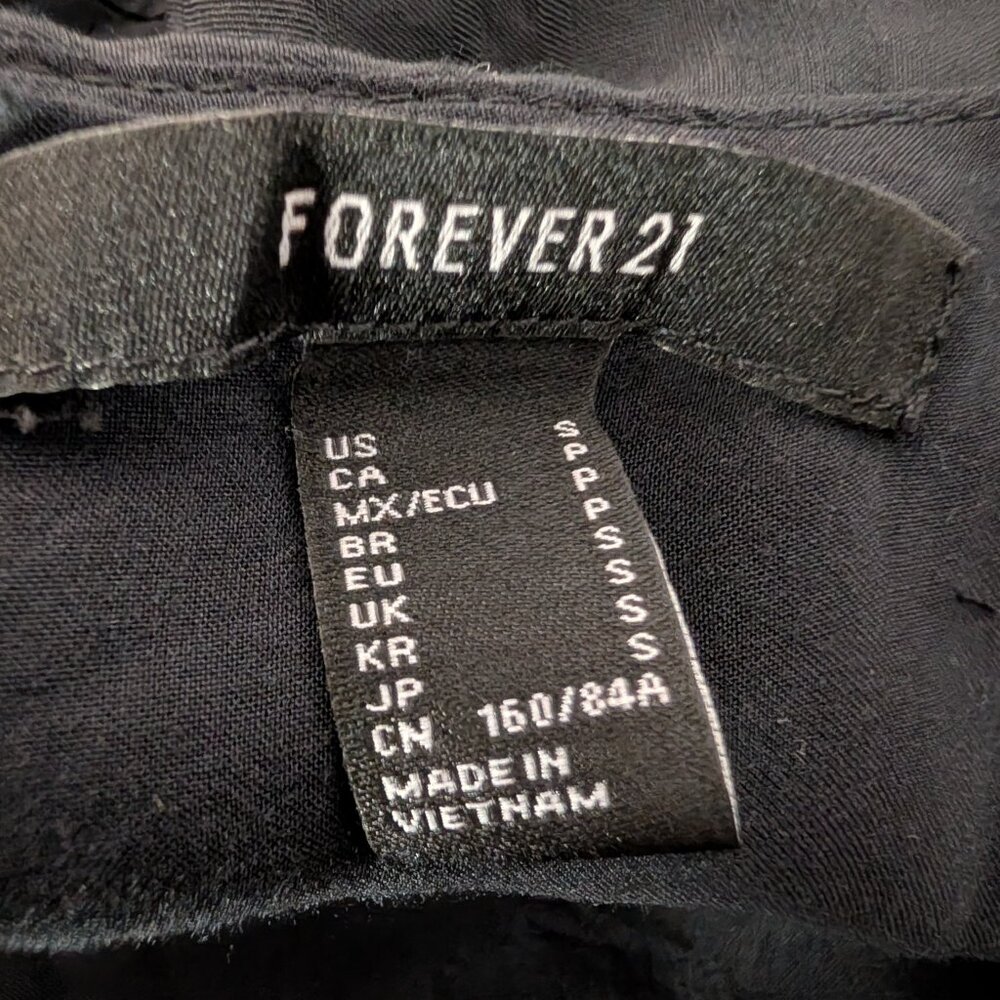 FOREVER 21
US S
CA P
MX/ECU P
BR P
EU S
UK S
KR S
JP S
CN 160/84A
MADE IN
VIETNAM